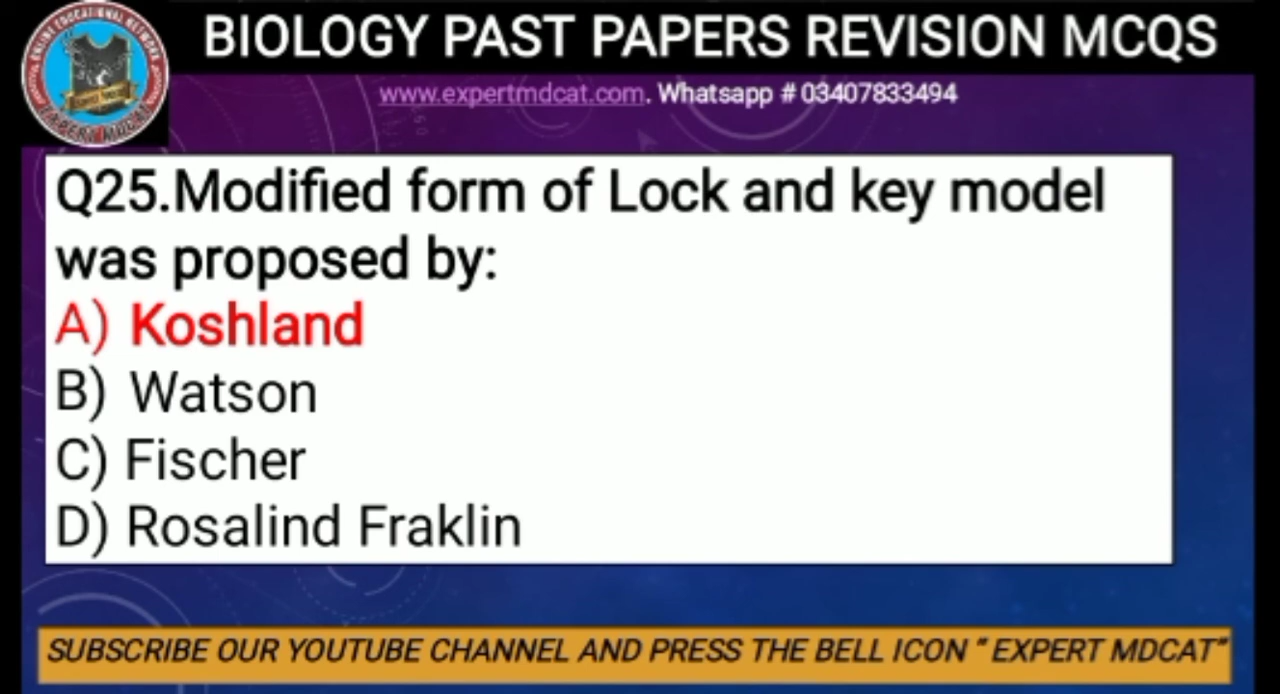 BIOLOGY PAST PAPERS REVISION MCQS
www.expertmdcat.com. Whatsapp # 03407833494
Q25.Modified form of Lock and key model
was proposed by:
A) Koshland
B) Watson
C) Fischer
D) Rosalind Fraklin
SUBSCRIBE OUR YOUTUBE CHANNEL AND PRESS THE BELL ICON " EXPERT MDCAT"